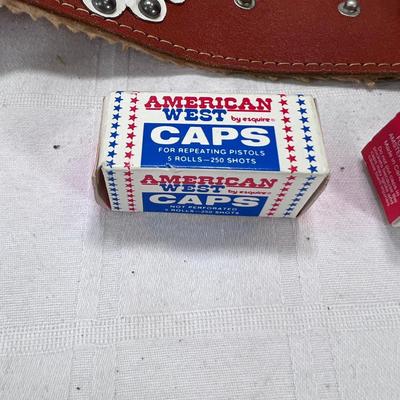 AMERICAN
WEST by esquire
CAPS
FOR REPEATING PISTOLS
5 ROLLS—250 SHOTS
AMERICAN
WEST by esquire
CAPS
NOT PERFORATED
5 ROLLS—250 SHOTS